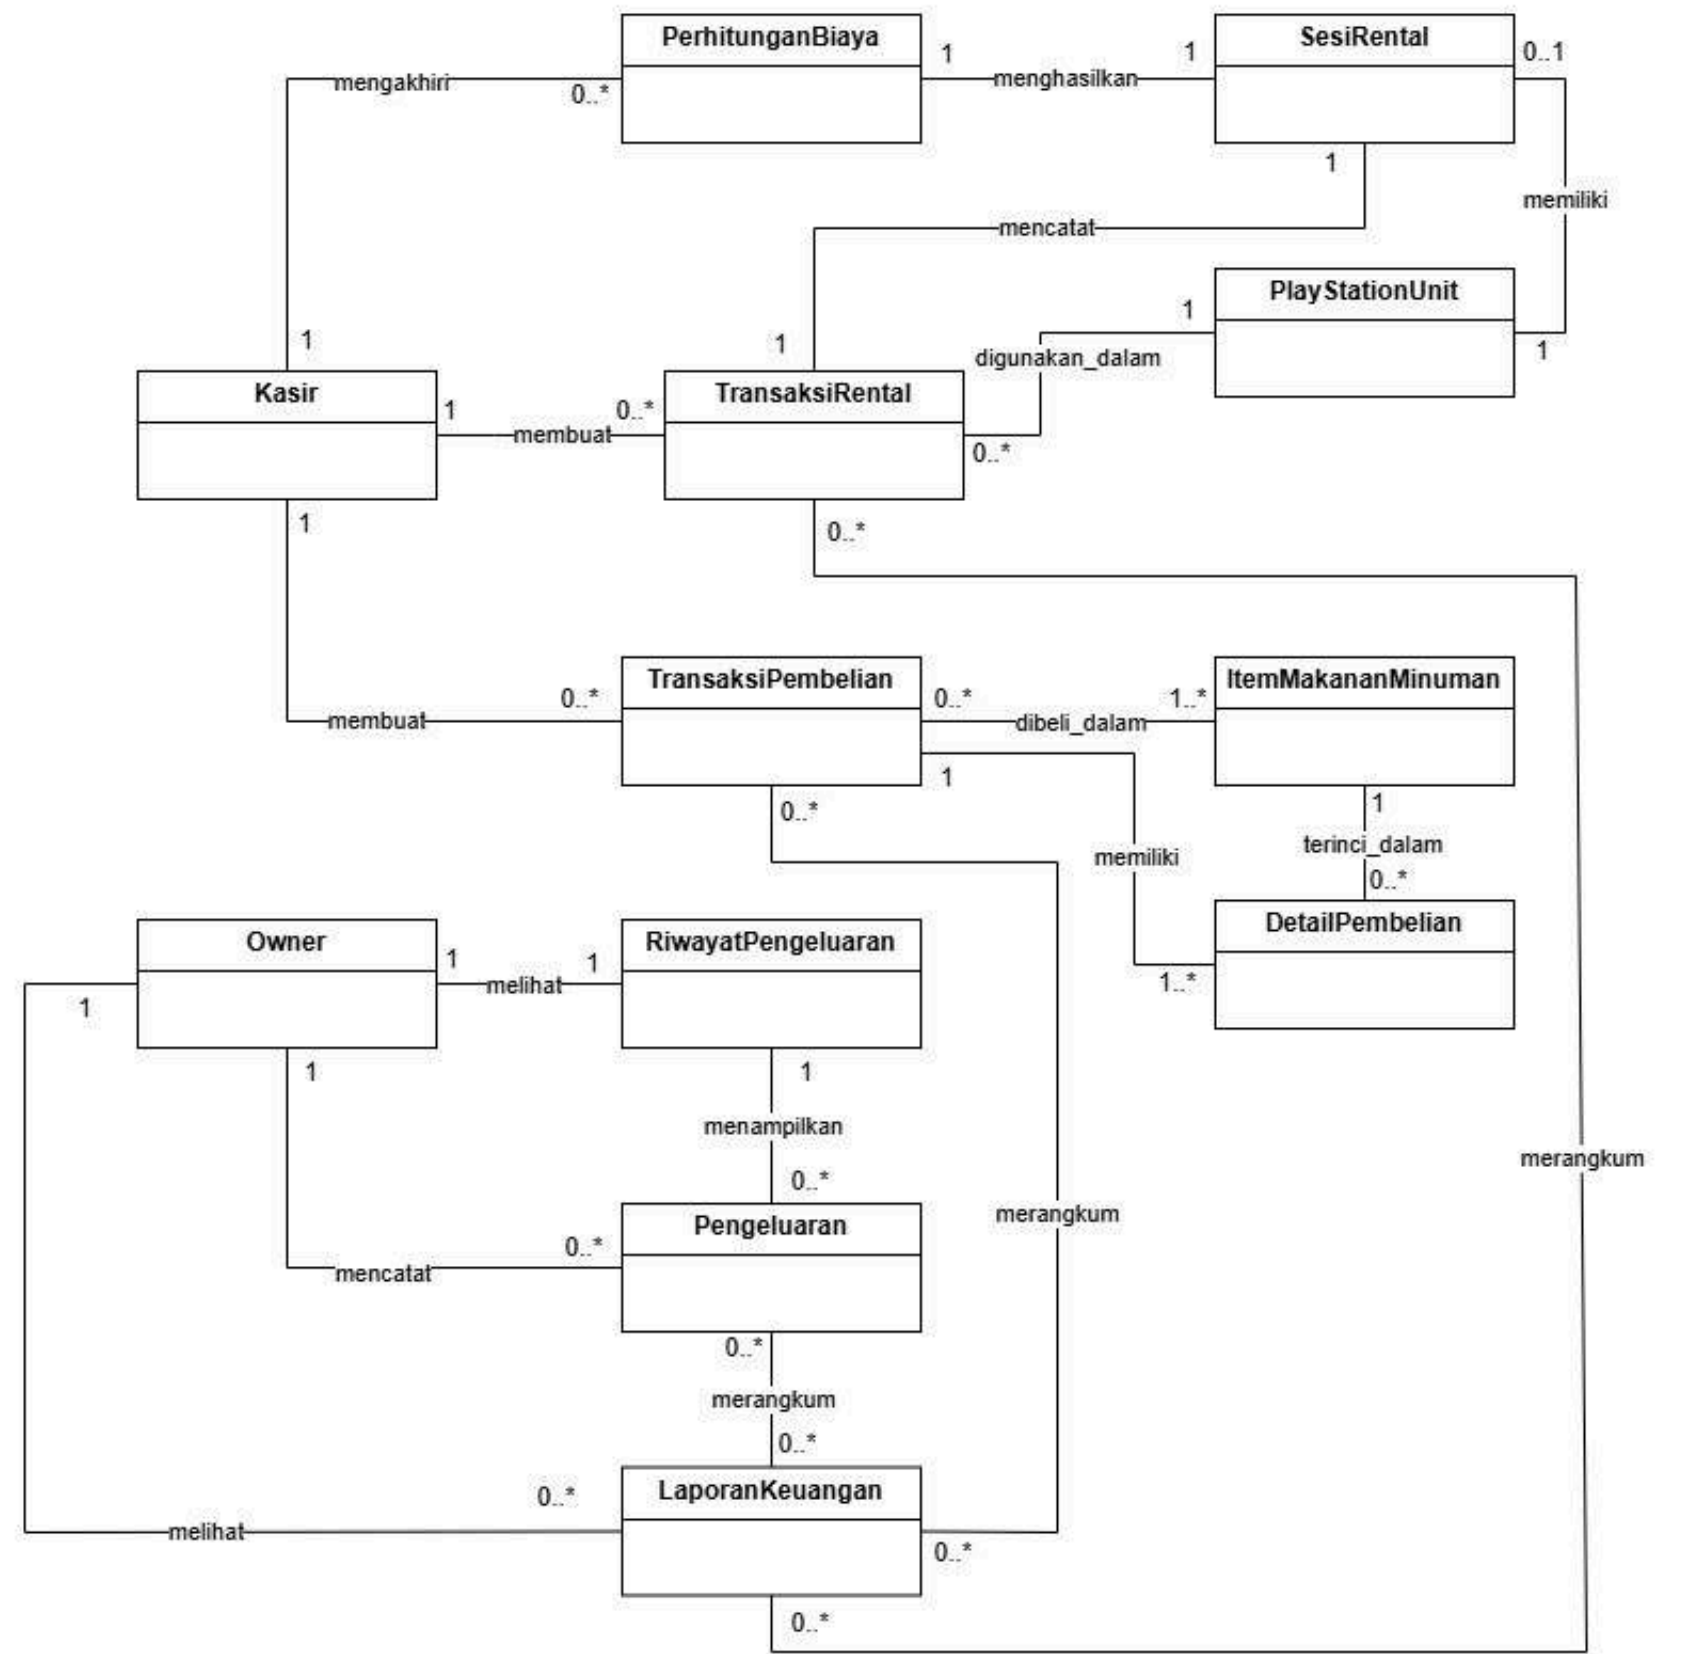 PerhitunganBiaya
SesiRental
1
1
0..1
mengakhiri
menghasilkan
0..*
1
memiliki
mencatat
PlayStationUnit
1
1
1
digunakan_dalam
1
Kasir
TransaksiRental
1
0..*
membuat
0..*
1
0..*
TransaksiPembelian
ItemMakananMinuman
0..*
0..*
1..*
membuat
dibeli_dalam
1
1
0..*
terinci_dalam
memiliki
0..*
DetailPembelian
Owner
RiwayatPengeluaran
1
1
melihat
1..*
1
1
1
menampilkan
merangkum
0..*
merangkum
Pengeluaran
0..*
mencatat
0..*
merangkum
0..*
LaporanKeuangan
0..*
melihat
0..*
0..*